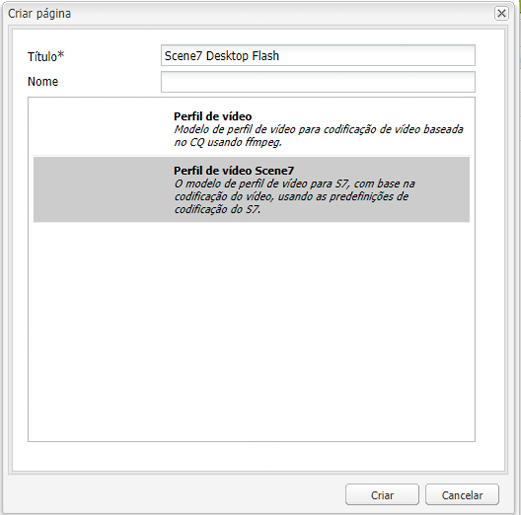 Criar página
Título*
Scene7 Desktop Flash
Nome
Perfil de vídeo
Modelo de perfil de vídeo para codificação de vídeo baseada
no CQ usando ffmpeg.
Perfil de vídeo Scene7
O modelo de perfil de vídeo para S7, com base na
codificação do vídeo, usando as predefinições de
codificação do S7.
Criar
Cancelar